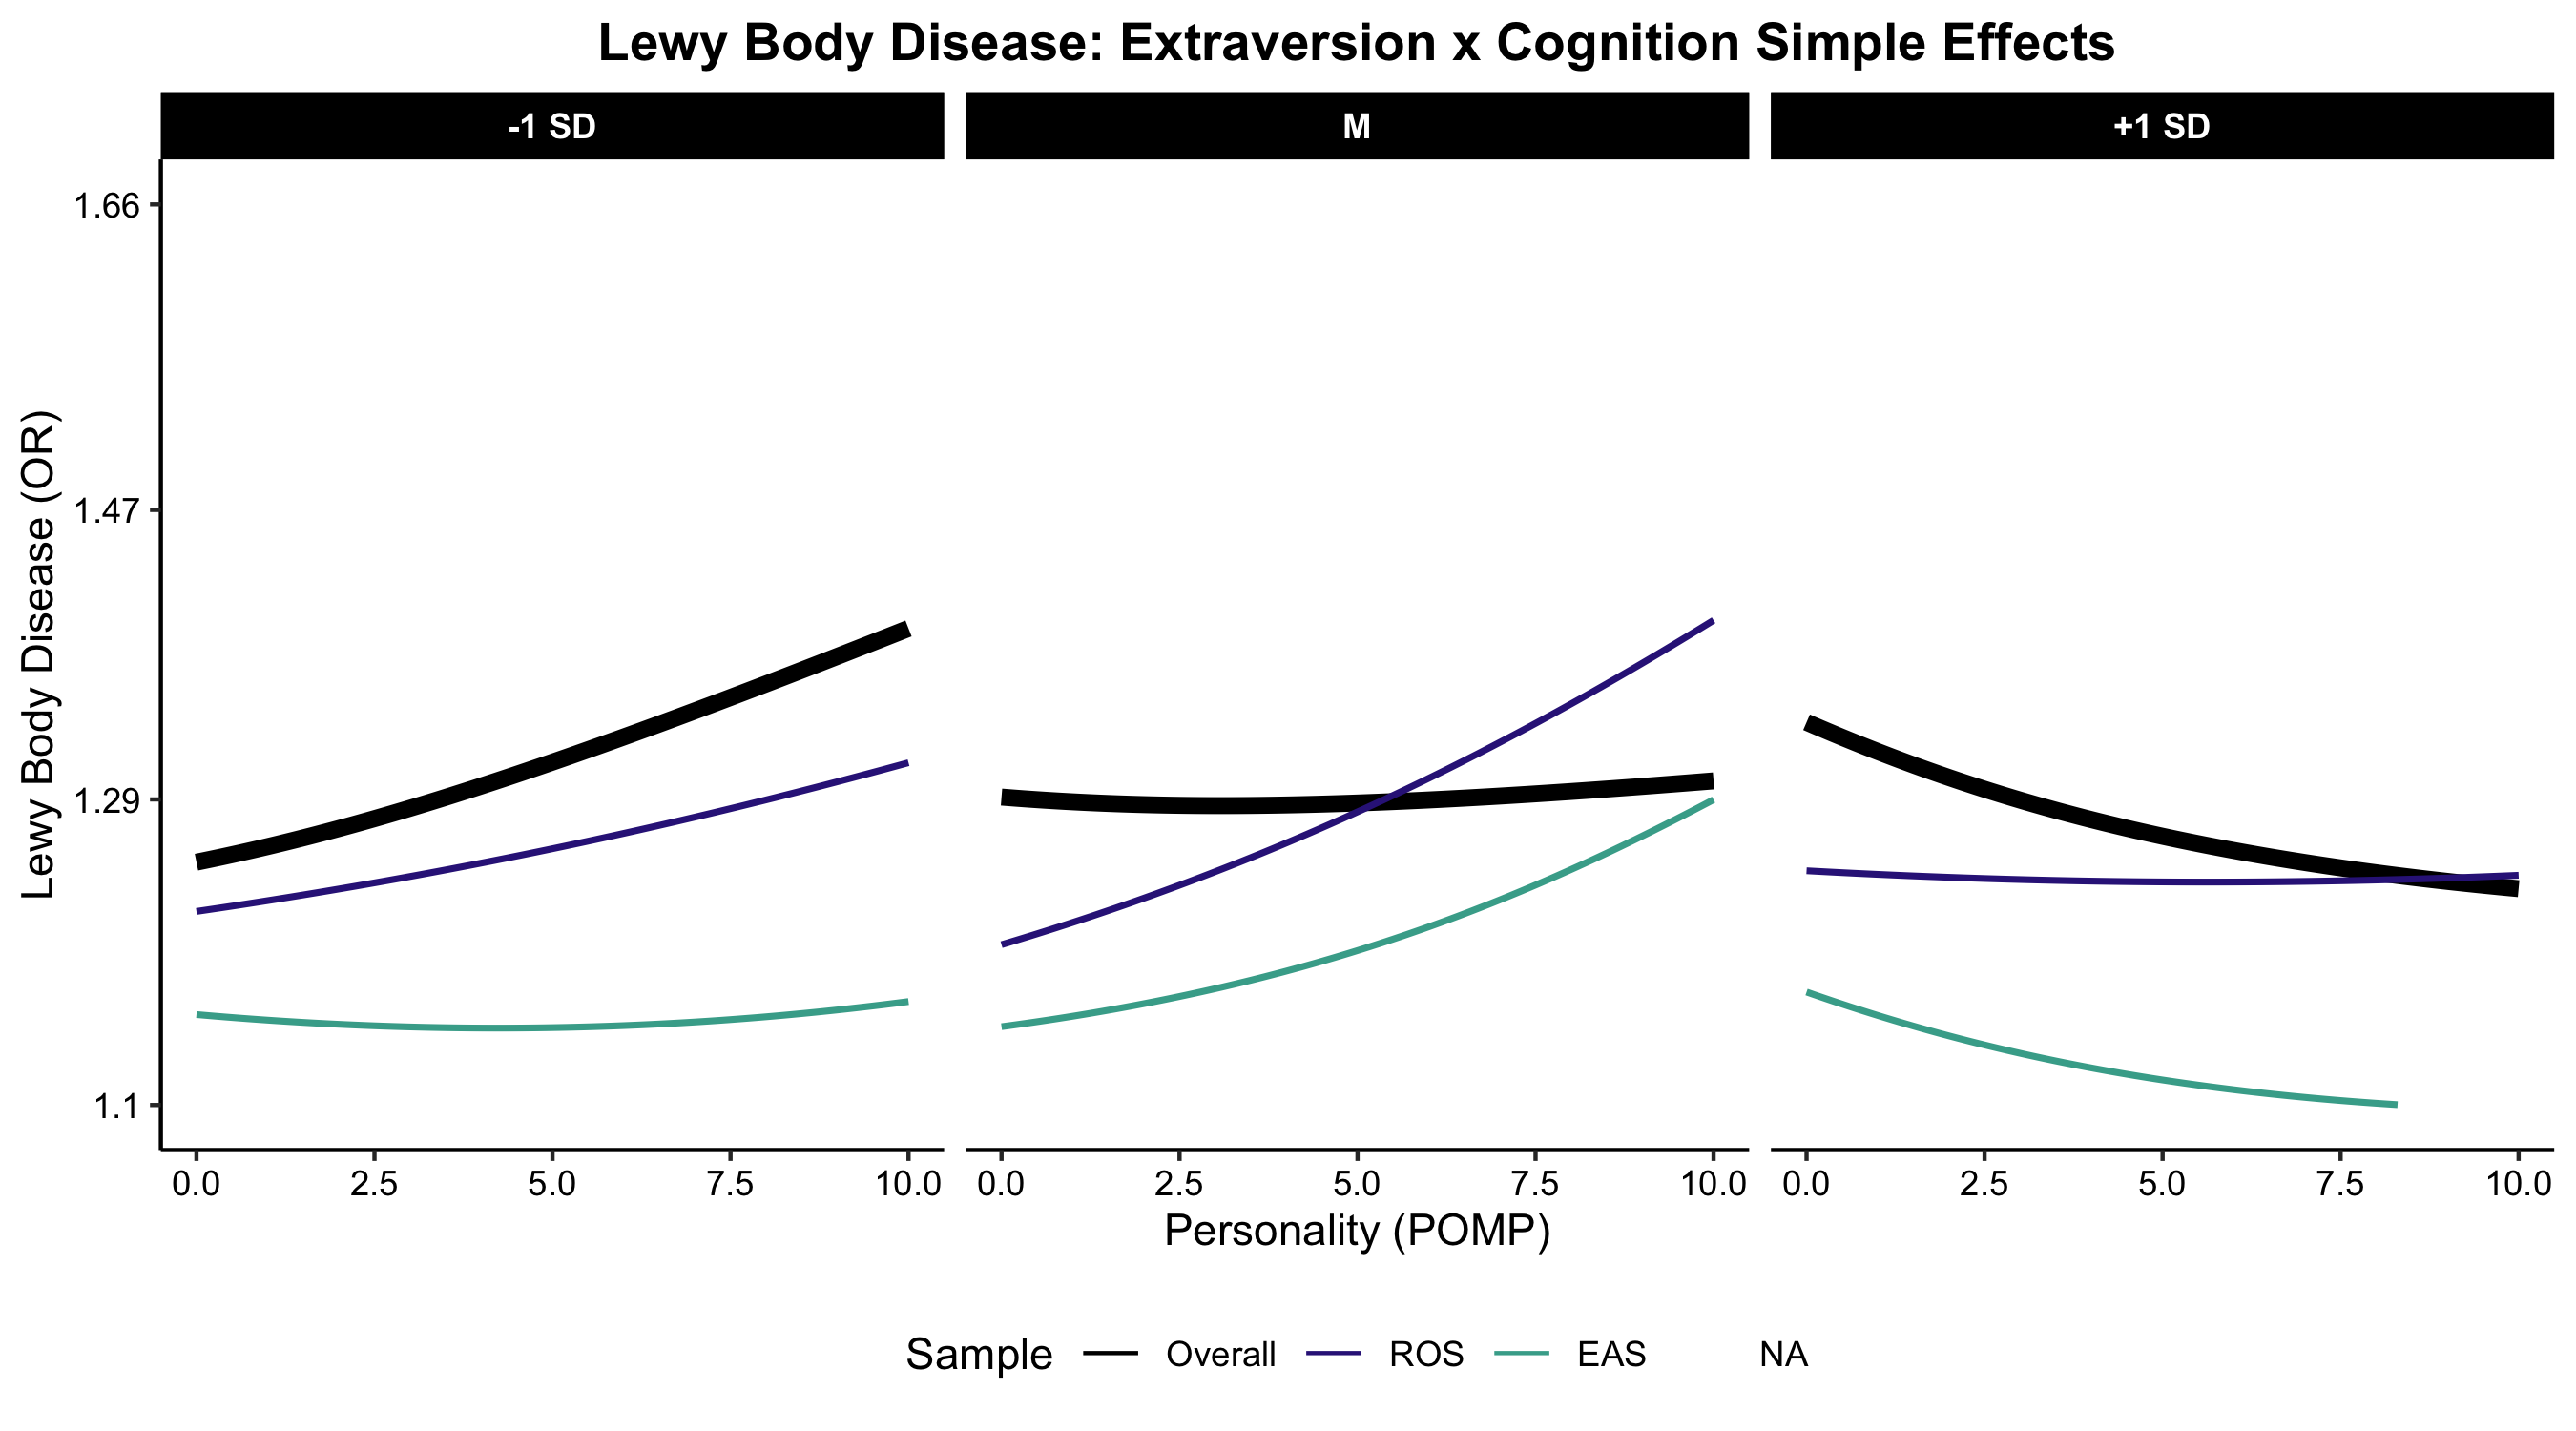 Lewy Body Disease: Extraversion x Cognition Simple Effects
-1 SD
M
+1 SD
Lewy Body Disease (OR)
1.66
1.47
1.29
1.1
0.0 2.5 5.0 7.5 10.0
0.0 2.5 5.0 7.5 10.0
0.0 2.5 5.0 7.5 10.0
Personality (POMP)
Sample Overall ROS EAS NA